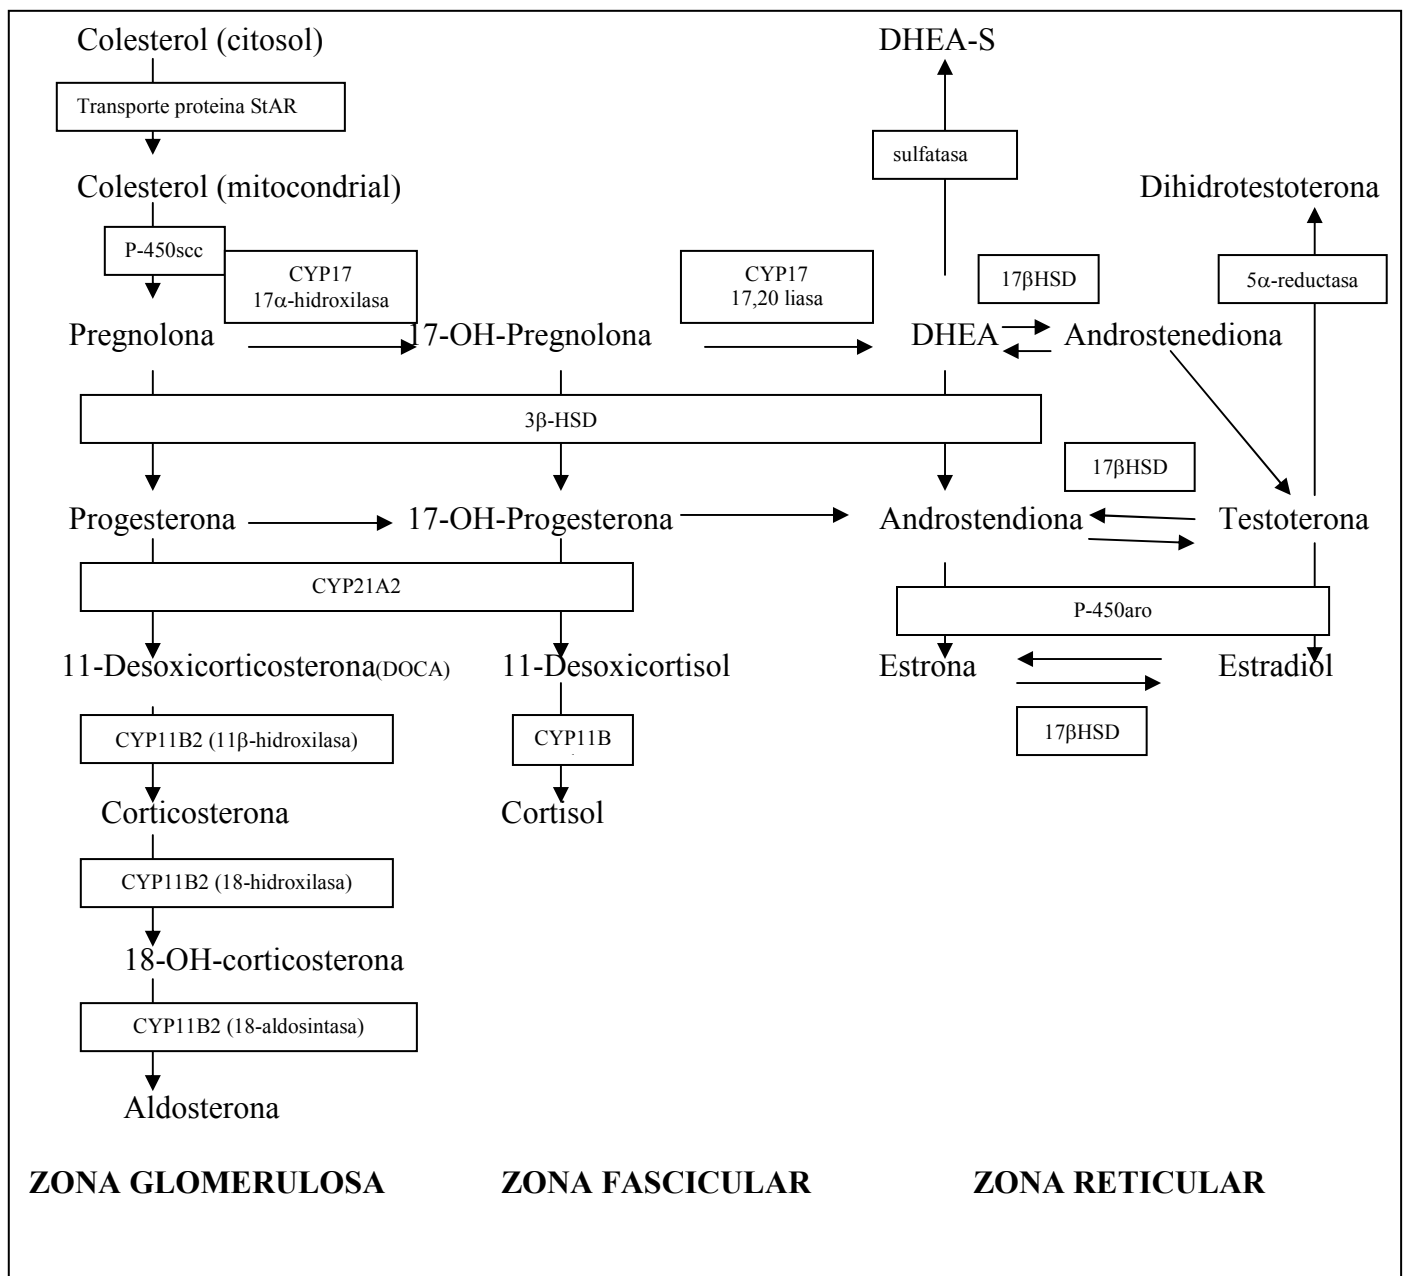 Colesterol (citosol)
DHEA-S
Transporte proteina StAR
sulfatasa
Colesterol (mitocondrial)
Dihidrotestoterona
P-450scc
CYP17
17α-hidroxilasa
CYP17
17,20 liasa
17βHSD
5α-reductasa
Pregnolona
17-OH-Pregnolona
DHEA
Androstenediona
3β-HSD
17βHSD
Progesterona
17-OH-Progesterona
Androstendiona
Testoterona
CYP21A2
P-450aro
11-Desoxicorticosterona(DOCA)
11-Desoxicortisol
Estrona
Estradiol
CYP11B2 (11β-hidroxilasa)
CYP11B
17βHSD
Corticosterona
Cortisol
CYP11B2 (18-hidroxilasa)
18-OH-corticosterona
CYP11B2 (18-aldosintasa)
Aldosterona
ZONA GLOMERULOSA
ZONA FASCICULAR
ZONA RETICULAR